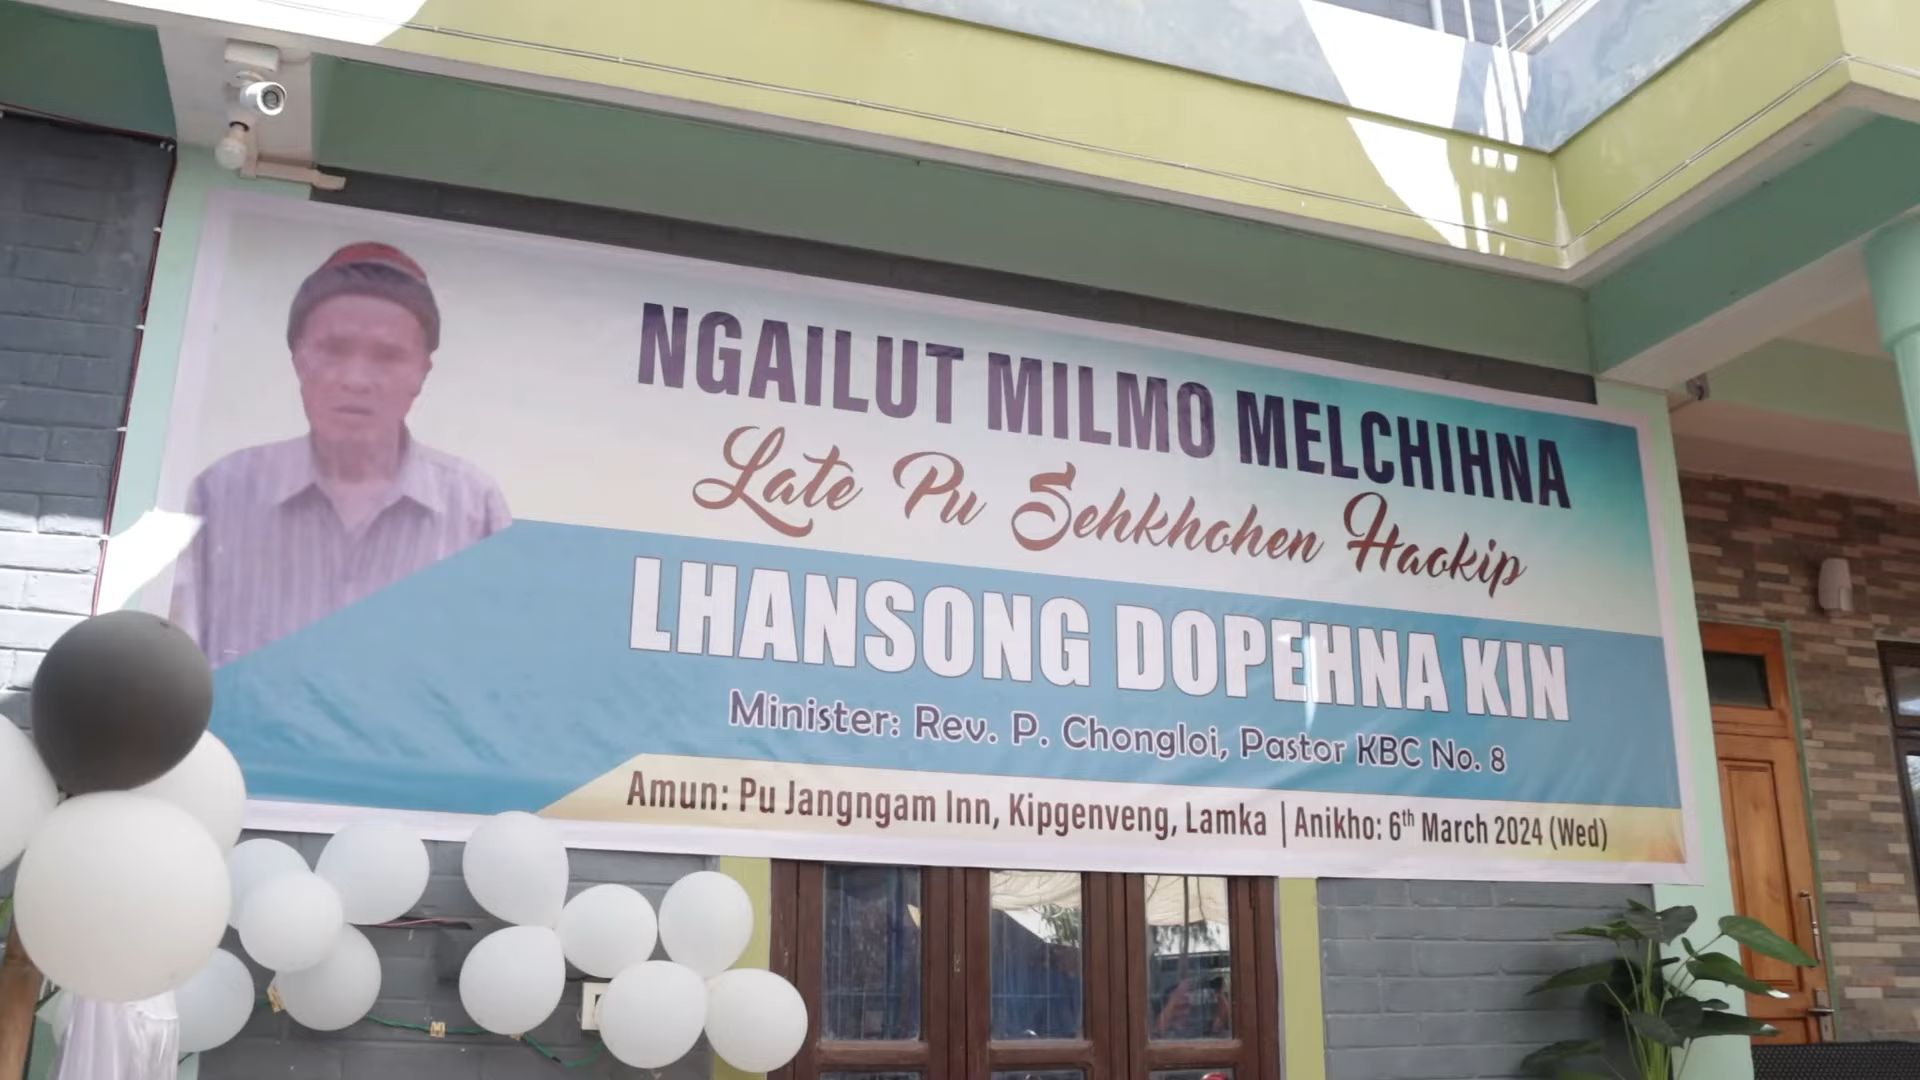 NGAILUT MILMO MELCHIHNA
Late Pu Sehkhohen Haokip
LHANSONG DOPEHNA KIN
Minister: Rev. P. Chongloi, Pastor KBC No. 8
Amun: Pu Jangngam Inn, Kipgenveng, Lamka | Anikho: 6th March 2024 (Wed)